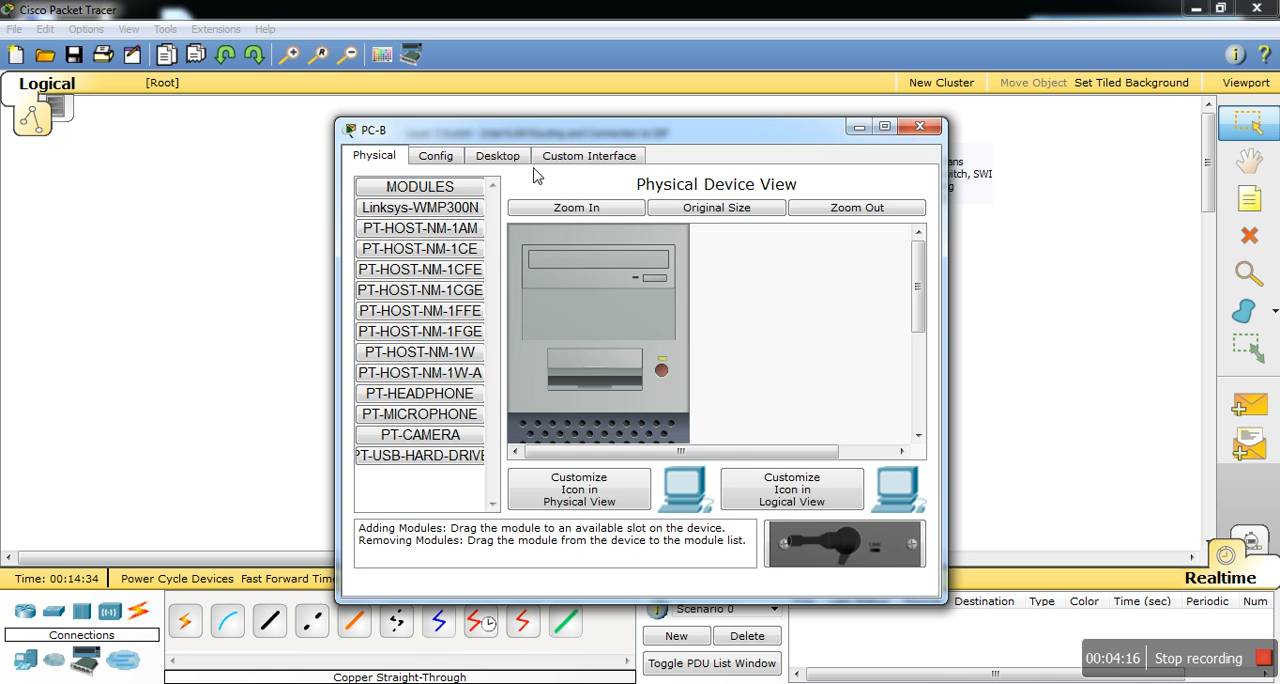 Cisco Packet Tracer
File Edit Options View Tools Extensions Help
Logical [Root] New Cluster Move Object Set Tiled Background Viewport
PC-B
Physical Config Desktop Custom Interface
ans
itch, SWI
g
MODULES
Linksys-WMP300N
PT-HOST-NM-1AM
PT-HOST-NM-1CE
PT-HOST-NM-1CFE
PT-HOST-NM-1CGE
PT-HOST-NM-1FFE
PT-HOST-NM-1FGE
PT-HOST-NM-1W
PT-HOST-NM-1W-A
PT-HEADPHONE
PT-MICROPHONE
PT-CAMERA
PT-USB-HARD-DRIVE
Physical Device View
Zoom In Original Size Zoom Out
Customize
Icon in
Physical View
Customize
Icon in
Logical View
Adding Modules: Drag the module to an available slot on the device.
Removing Modules: Drag the module from the device to the module list.
Time: 00:14:34 Power Cycle Devices Fast Forward Time
Realtime
Connections
Copper Straight-Through
Scenario 0
New Delete
Toggle PDU List Window
Destination Type Color Time (sec) Periodic Num
00:04:16 Stop recording